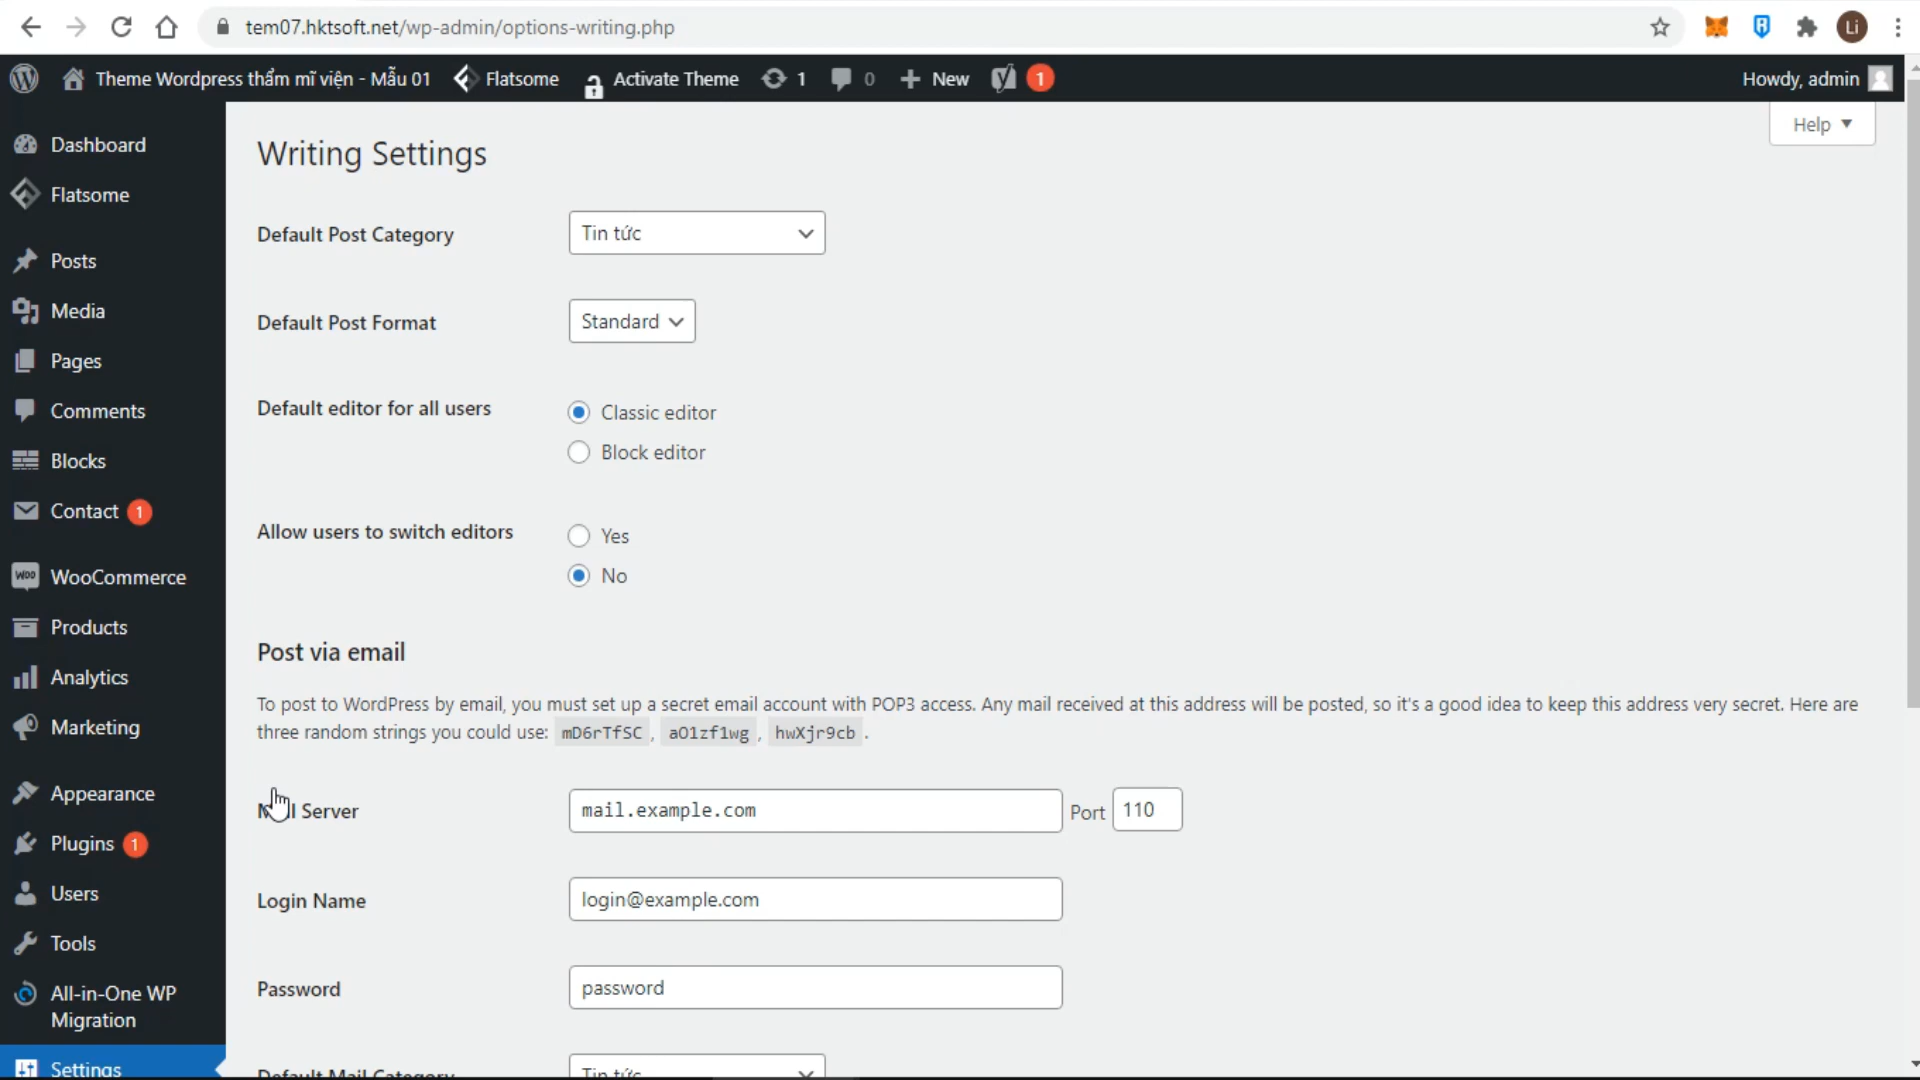 tem07.hktsoft.net/wp-admin/options-writing.php
Li
Theme Wordpress thẩm mĩ viện - Mẫu 01
Flatsome
Activate Theme
1
0
New
1
Howdy, admin
Help
Dashboard
Flatsome
Posts
Media
Pages
Comments
Blocks
Contact 1
WooCommerce
Products
Analytics
Marketing
Appearance
Plugins 1
Users
Tools
All-in-One WP
Migration
Settings
Writing Settings
Default Post Category
Tin tức
Default Post Format
Standard
Default editor for all users
Classic editor
Block editor
Allow users to switch editors
Yes
No
Post via email
To post to WordPress by email, you must set up a secret email account with POP3 access. Any mail received at this address will be posted, so it's a good idea to keep this address very secret. Here are
three random strings you could use: mD6rTfSC , aO1zf1wg , hwXjr9cb .
Server
mail.example.com
Port
110
Login Name
login@example.com
Password
password
Default Mail Category
Tin tức